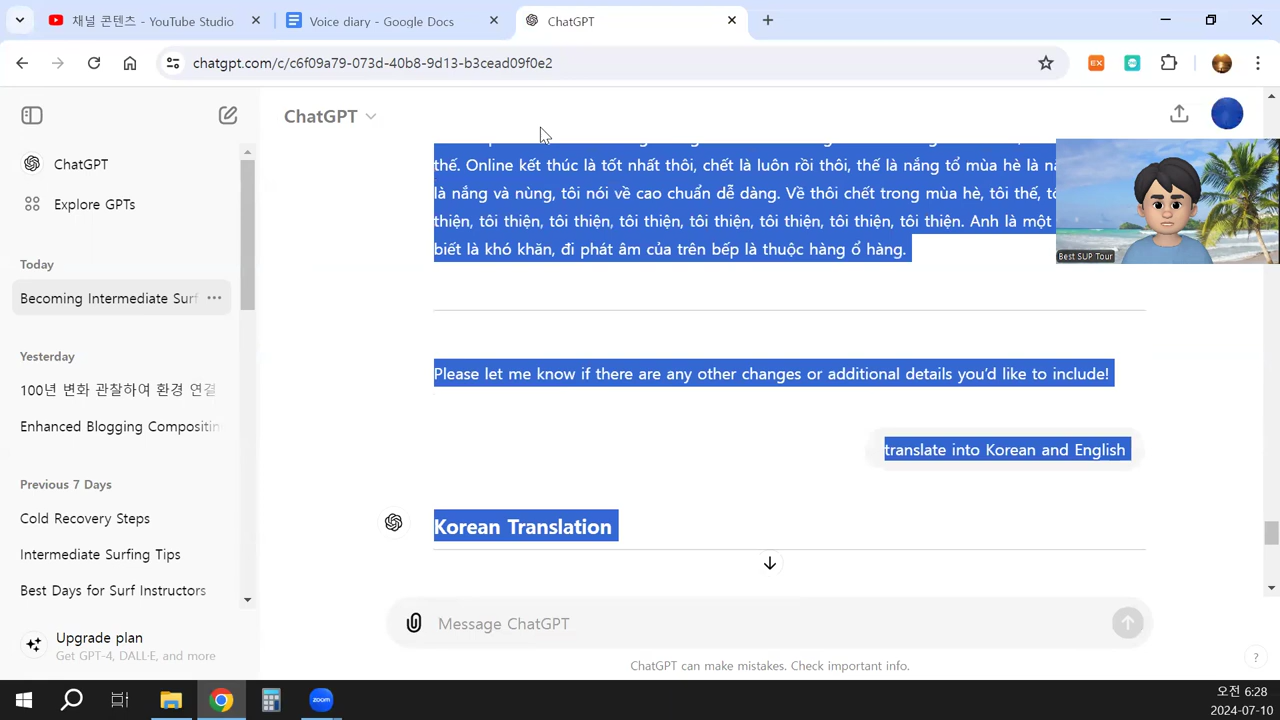 채널 콘텐츠 - YouTube Studio
Voice diary - Google Docs
ChatGPT
chatgpt.com/c/c6f09a79-073d-40b8-9d13-b3cead09f0e2
EX
ChatGPT
ChatGPT
Explore GPTs
Today
Becoming Intermediate Surf
Yesterday
100년 변화 관찰하여 환경 연결
Enhanced Blogging Compositin
Previous 7 Days
Cold Recovery Steps
Intermediate Surfing Tips
Best Days for Surf Instructors
Upgrade plan
Get GPT-4, DALL·E, and more
thế. Online kết thúc là tốt nhất thôi, chết là luôn rồi thôi, thế là nắng tổ mùa hè là
là nắng và nùng, tôi nói về cao chuẩn dễ dàng. Về thôi chết trong mùa hè, tôi thế,
thiện, tôi thiện, tôi thiện, tôi thiện, tôi thiện, tôi thiện, tôi thiện, tôi thiện. Anh là một
biết là khó khăn, đi phát âm của trên bếp là thuộc hàng ổ hàng.
Best SUP Tour
Please let me know if there are any other changes or additional details you'd like to include!
translate into Korean and English
Korean Translation
Message ChatGPT
ChatGPT can make mistakes. Check important info.
?
zoom
오전 6:28
2024-07-10